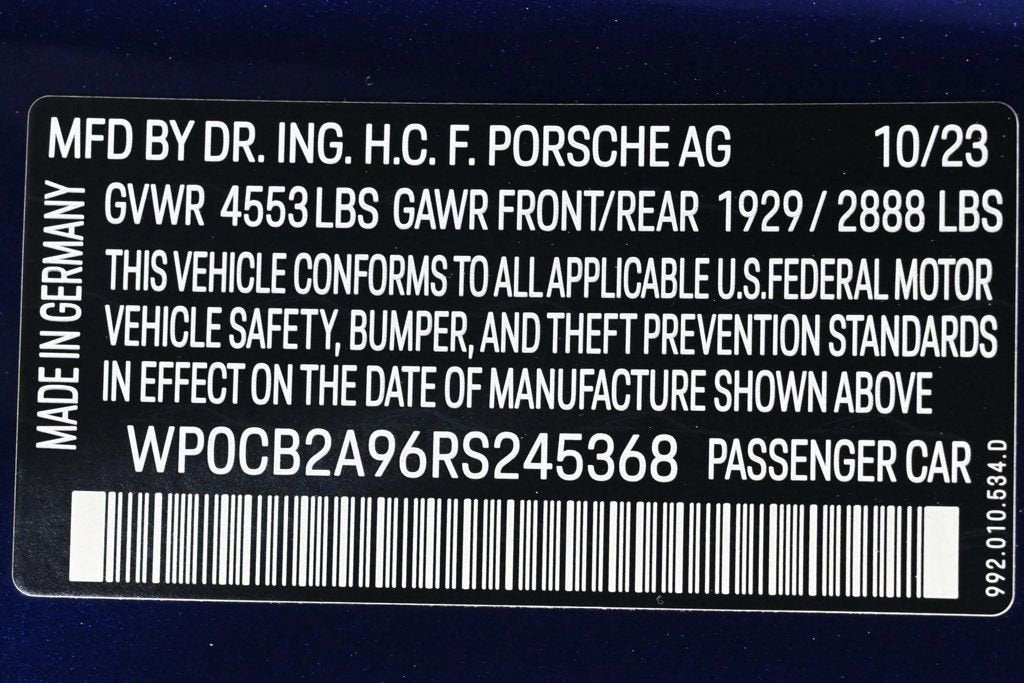 MFD BY DR. ING. H.C. F. PORSCHE AG 10/23
GVWR 4553 LBS GAWR FRONT/REAR 1929 / 2888 LBS
THIS VEHICLE CONFORMS TO ALL APPLICABLE U.S.FEDERAL MOTOR
VEHICLE SAFETY, BUMPER, AND THEFT PREVENTION STANDARDS
IN EFFECT ON THE DATE OF MANUFACTURE SHOWN ABOVE
WP0CB2A96RS245368 PASSENGER CAR
MADE IN GERMANY
992.010.534.D